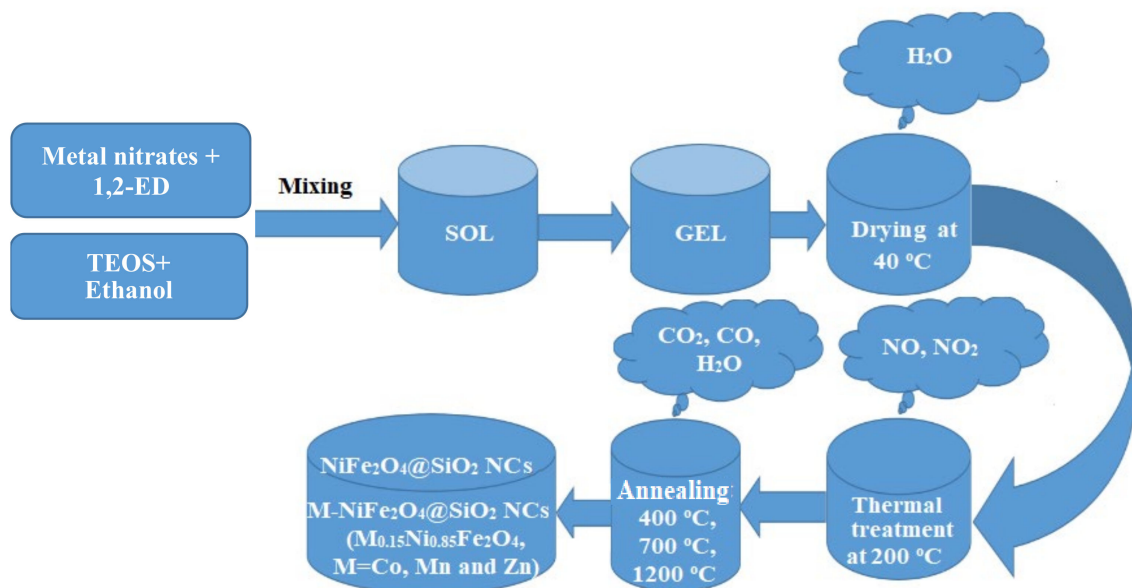 Metal nitrates +
1,2-ED
TEOS+
Ethanol
Mixing
SOL
GEL
H₂O
Drying at
40 ºC
NO, NO₂
Thermal
treatment
at 200 ºC
CO₂, CO,
H₂O
Annealing:
400 ºC,
700 ºC,
1200 ºC
NiFe₂O₄@SiO₂ NCs
M-NiFe₂O₄@SiO₂ NCs
(M₀.₁₅Ni₀.₈₅Fe₂O₄,
M=Co, Mn and Zn)